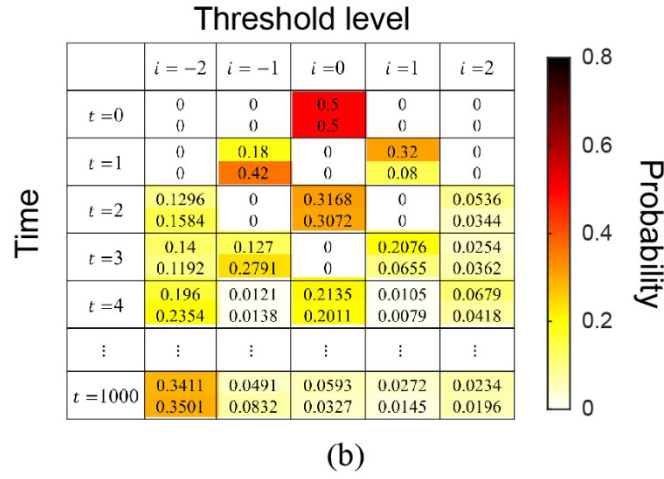 Threshold level
i = −2 i = −1 i = 0 i = 1 i = 2
t = 0
0 0 0.5 0 0
0 0 0.5 0 0
t = 1
0 0.18 0 0.32 0
0 0.42 0 0.08 0
t = 2
0.1296 0 0.3168 0 0.0536
0.1584 0 0.3072 0 0.0344
t = 3
0.14 0.127 0 0.2076 0.0254
0.1192 0.2791 0 0.0655 0.0362
t = 4
0.196 0.0121 0.2135 0.0105 0.0679
0.2354 0.0138 0.2011 0.0079 0.0418
⋮ ⋮ ⋮ ⋮ ⋮ ⋮
t = 1000
0.3411 0.0491 0.0593 0.0272 0.0234
0.3501 0.0832 0.0327 0.0145 0.0196
Time
0.8
0.6
0.4
0.2
0
Probability
(b)